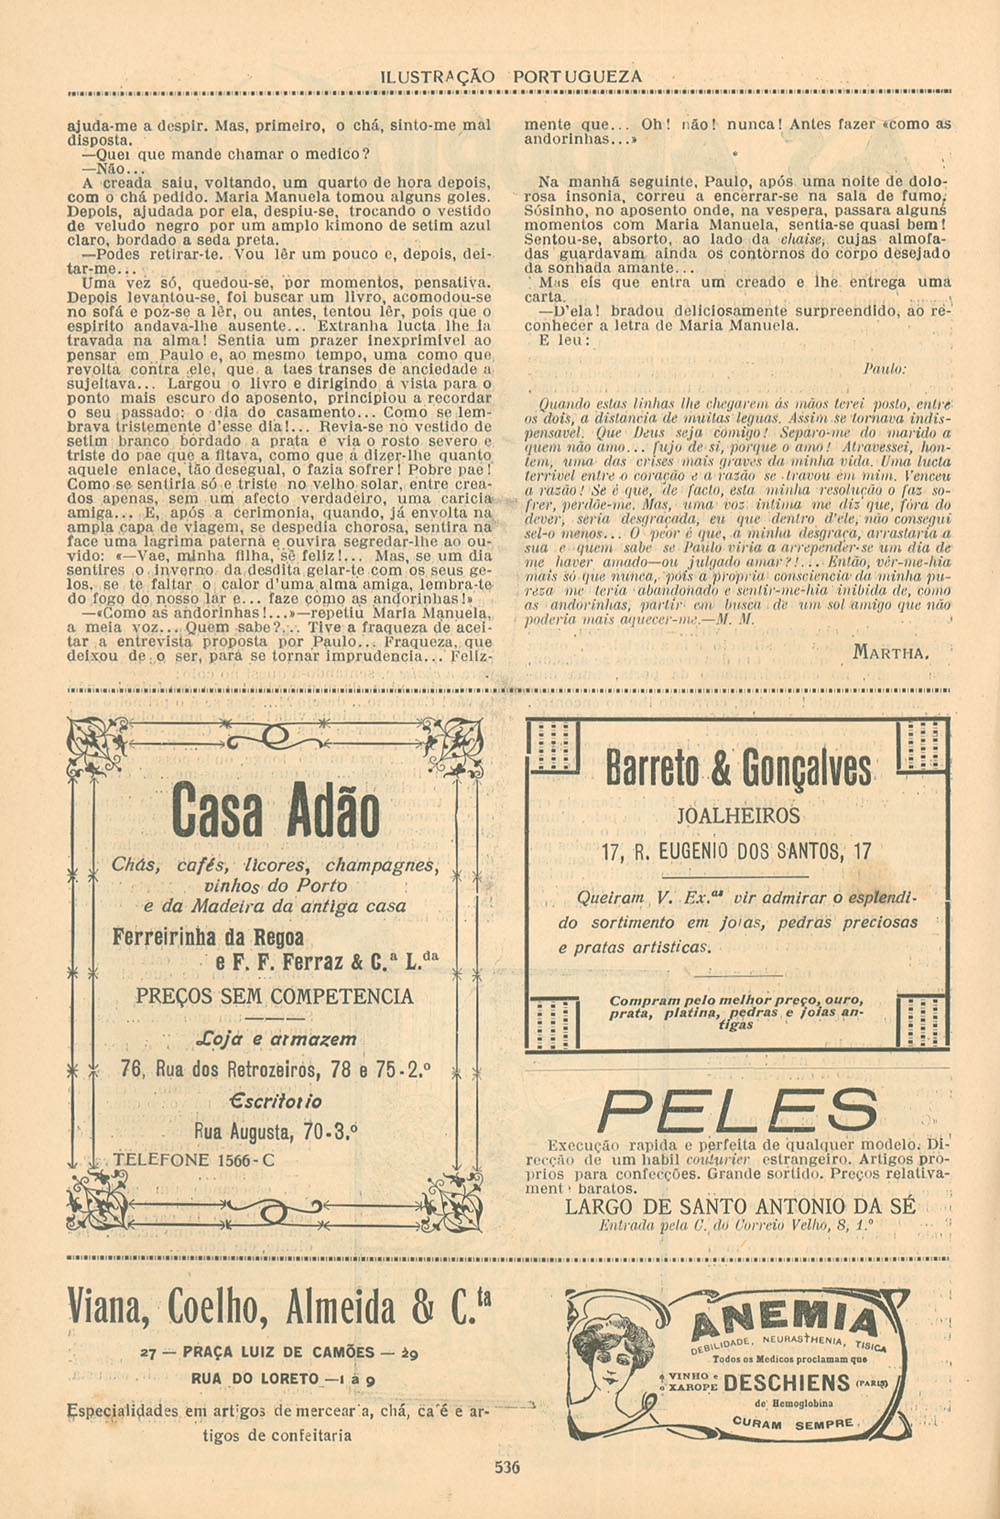 ILUSTRAÇÃO PORTUGUEZA
ajuda-me a despir. Mas, primeiro, o chá, sinto-me mal
disposta.
—Quei que mande chamar o medico?
—Não...
A creada saiu, voltando, um quarto de hora depois,
com o chá pedido. Maria Manuela tomou alguns goles.
Depois, ajudada por ela, despiu-se, trocando o vestido
de veludo negro por um amplo kimono de setim azul
claro, bordado a seda preta.
—Podes retirar-te. Vou lêr um pouco e, depois, dei-
tar-me...
Uma vez só, quedou-se, por momentos, pensativa.
Depois levantou-se, foi buscar um livro, acomodou-se
no sofá e poz-se a lêr, ou antes, tentou lêr, pois que o
espirito andava-lhe ausente... Extranha lucta lhe ia
travada na alma! Sentia um prazer inexprimivel ao
pensar em Paulo e, ao mesmo tempo, uma como que
revolta contra ele, que a taes transes de anciedade a
sujeitava... Largou o livro e dirigindo a vista para o
ponto mais escuro do aposento, principiou a recordar
o seu passado: o dia do casamento... Como se lem-
brava tristemente d'esse dia!... Revia-se no vestido de
setim branco bordado a prata e via o rosto severo e
triste do pae que a fitava, como que a dizer-lhe quanto
aquele enlace, tão desegual, o fazia sofrer! Pobre pae!
Como se sentiria só e triste no velho solar, entre crea-
dos apenas, sem um afecto verdadeiro, uma caricia
amiga... E, após a cerimonia, quando, já envolta na
ampla capa de viagem, se despedia chorosa, sentira na
face uma lagrima paterna e ouvira segredar-lhe ao ou-
vido: «—Vae, minha filha, sê feliz!... Mas, se um dia
sentires o inverno da desdita gelar-te com os seus ge-
los, se te faltar o calor d'uma alma amiga, lembra-te
do fogo do nosso lar e... faze como as andorinhas!»
—«Como as andorinhas!...»—repetiu Maria Manuela,
a meia voz... Quem sabe?... Tive a fraqueza de acei-
tar a entrevista proposta por Paulo... Fraqueza, que
deixou de o ser, para se tornar imprudencia... Feliz-
mente que... Oh! não! nunca! Antes fazer «como as
andorinhas...»
*
Na manhã seguinte, Paulo, após uma noite de dolo-
rosa insonia, correu a encerrar-se na sala de fumo.
Sósinho, no aposento onde, na vespera, passara alguns
momentos com Maria Manuela, sentia-se quasi bem!
Sentou-se, absorto, ao lado da chaise, cujas almofa-
das guardavam ainda os contornos do corpo desejado
da sonhada amante...
Mas eis que entra um creado e lhe entrega uma
carta.
—D'ela! bradou deliciosamente surpreendido, ao re-
conhecer a letra de Maria Manuela.
E leu:
Paulo:
Quando estas linhas lhe chegarem ás mãos terei posto, entre
os dois, a distancia de muitas leguas. Assim se tornava indis-
pensavel. Que Deus seja comigo! Separo-me do marido a
quem não amo... fujo de si, porque o amo! Atravessei, hon-
tem, uma das crises mais graves da minha vida. Uma lucta
terrivel entre o coração e a razão se travou em mim. Venceu
a razão! Se é que, de facto, esta minha resolução o faz so-
frer, perdôe-me. Mas, uma voz intima me diz que, fóra do
dever, seria desgraçada, eu que dentro d'ele, não consegui
sel-o menos... O peor é que, a minha desgraça, arrastaria a
sua e quem sabe se Paulo viria a arrepender-se um dia de
me haver amado—ou julgado amar?!... Então, vêr-me-hia
mais só que nunca, pois a propria consciencia da minha pu-
reza me teria abandonado e sentir-me-hia inibida de, como
as andorinhas, partir em busca de um sol amigo que não
poderia mais aquecer-me.—M. M.
MARTHA.
Casa Adão
Chás, cafés, licores, champagnes,
vinhos do Porto
e da Madeira da antiga casa
Ferreirinha da Regoa
e F. F. Ferraz & C.ª L.da
PREÇOS SEM COMPETENCIA
Loja e armazem
76, Rua dos Retrozeiros, 78 e 75-2.º
Escritorio
Rua Augusta, 70-3.º
TELEFONE 1566-C
Barreto & Gonçalves
JOALHEIROS
17, R. EUGENIO DOS SANTOS, 17
Queiram V. Ex.as vir admirar o esplendi-
do sortimento em joias, pedras preciosas
e pratas artisticas.
Compram pelo melhor preço, ouro,
prata, platina, pedras e joias an-
tigas
PELES
Execução rapida e perfeita de qualquer modelo. Di-
recção de um habil couturier estrangeiro. Artigos pro-
prios para confecções. Grande sortido. Preços relativa-
mente baratos.
LARGO DE SANTO ANTONIO DA SÉ
Entrada pela C. do Correio Velho, 8, 1.º
Viana, Coelho, Almeida & C.ta
27 — PRAÇA LUIZ DE CAMÕES — 29
RUA DO LORETO —1 a 9
Especialidades em artigos de mercearia, chá, café e ar-
tigos de confeitaria
ANEMIA
DEBILIDADE, NEURASTHENIA, TISICA
Todos os Medicos proclamam que
o VINHO e
o XAROPE DESCHIENS (PARIS)
de Hemoglobina
CURAM SEMPRE
536